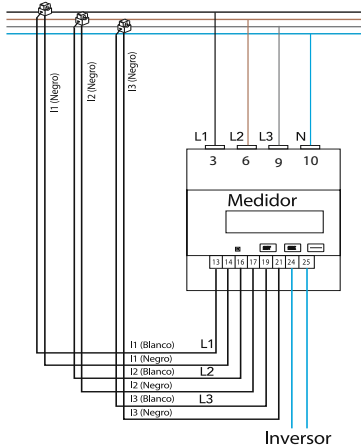 I1 (Negro)
I2 (Negro)
I3 (Negro)
L1 L2 L3 N
3 6 9 10
Medidor
13 14 16 17 19 21 24 25
I1 (Blanco) L1
I1 (Negro)
I2 (Blanco) L2
I2 (Negro)
I3 (Blanco) L3
I3 (Negro)
Inversor